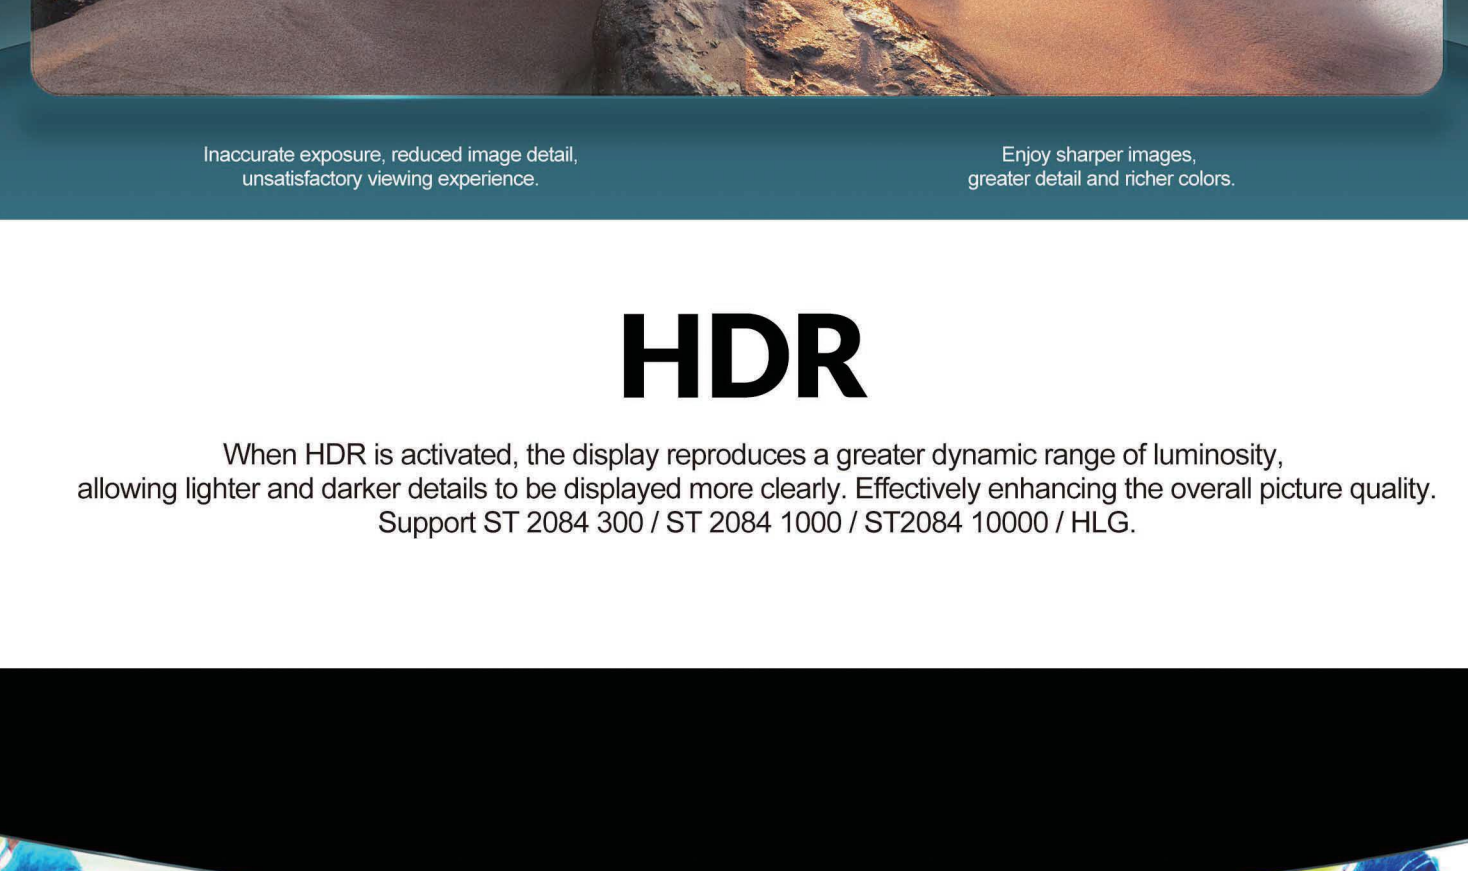 Inaccurate exposure, reduced image detail,
unsatisfactory viewing experience.
Enjoy sharper images,
greater detail and richer colors.
HDR
When HDR is activated, the display reproduces a greater dynamic range of luminosity,
allowing lighter and darker details to be displayed more clearly. Effectively enhancing the overall picture quality.
Support ST 2084 300 / ST 2084 1000 / ST2084 10000 / HLG.